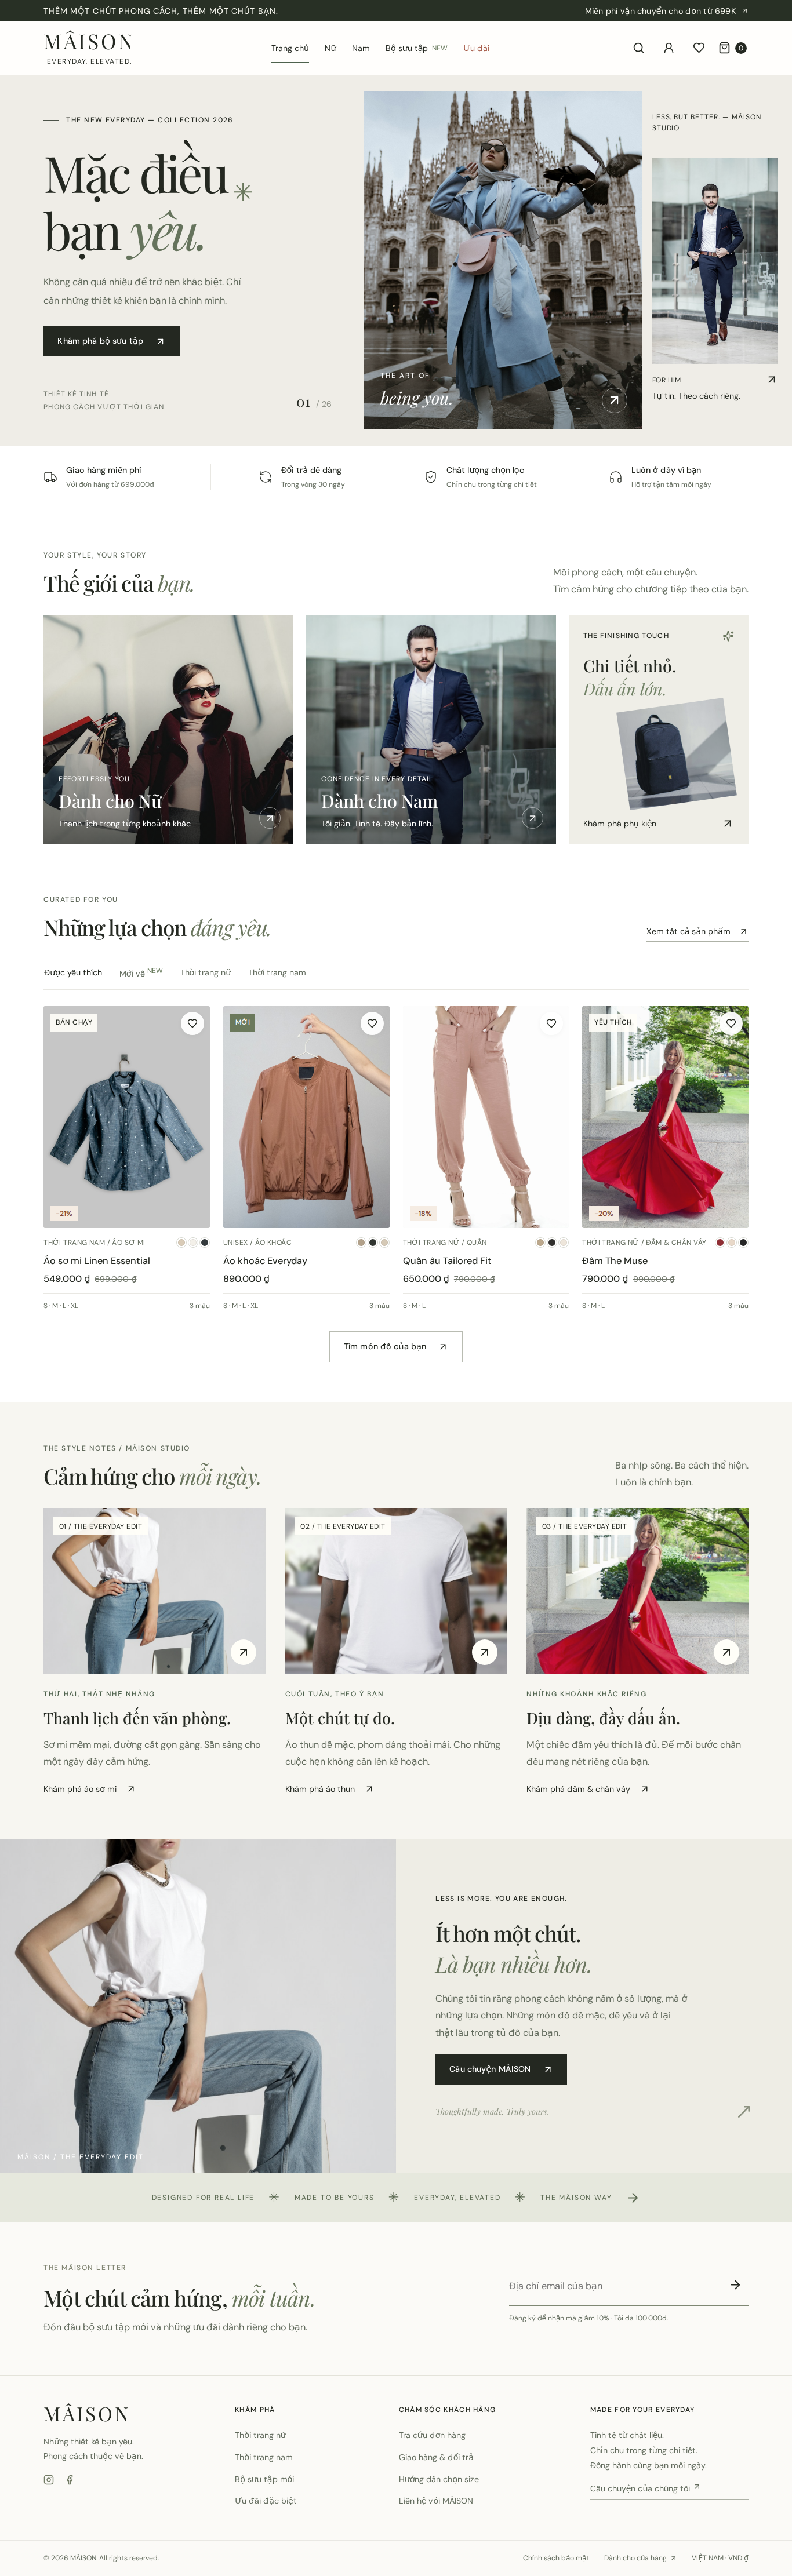 THÊM MỘT CHÚT PHONG CÁCH, THÊM MỘT CHÚT BẠN.
Miễn phí vận chuyển cho đơn từ 699K
MÂISON
EVERYDAY, ELEVATED.
Trang chủ
Nữ
Nam
Bộ sưu tập NEW
Ưu đãi
0
THE NEW EVERYDAY — COLLECTION 2026
Mặc điều
bạn yêu.
Không cần quá nhiều để trở nên khác biệt. Chỉ
cần những thiết kế khiến bạn là chính mình.
Khám phá bộ sưu tập
THIẾT KẾ TINH TẾ.
PHONG CÁCH VƯỢT THỜI GIAN.
01 / 26
THE ART OF
being you.
LESS, BUT BETTER. — MÂISON
STUDIO
FOR HIM
Tự tin. Theo cách riêng.
Giao hàng miễn phí
Với đơn hàng từ 699.000đ
Đổi trả dễ dàng
Trong vòng 30 ngày
Chất lượng chọn lọc
Chỉn chu trong từng chi tiết
Luôn ở đây vì bạn
Hỗ trợ tận tâm mỗi ngày
YOUR STYLE, YOUR STORY
Thế giới của bạn.
Mỗi phong cách, một câu chuyện.
Tìm cảm hứng cho chương tiếp theo của bạn.
EFFORTLESSLY YOU
Dành cho Nữ
Thanh lịch trong từng khoảnh khắc
CONFIDENCE IN EVERY DETAIL
Dành cho Nam
Tối giản. Tinh tế. Đầy bản lĩnh.
THE FINISHING TOUCH
Chi tiết nhỏ.
Dấu ấn lớn.
Khám phá phụ kiện
CURATED FOR YOU
Những lựa chọn đáng yêu.
Xem tất cả sản phẩm
Được yêu thích
Mới về NEW
Thời trang nữ
Thời trang nam
BÁN CHẠY
-21%
THỜI TRANG NAM / ÁO SƠ MI
Áo sơ mi Linen Essential
549.000 ₫ 699.000 ₫
S · M · L · XL
3 màu
MỚI
UNISEX / ÁO KHOÁC
Áo khoác Everyday
890.000 ₫
S · M · L · XL
3 màu
-18%
THỜI TRANG NỮ / QUẦN
Quần âu Tailored Fit
650.000 ₫ 790.000 ₫
S · M · L
3 màu
YÊU THÍCH
-20%
THỜI TRANG NỮ / ĐẦM & CHÂN VÁY
Đầm The Muse
790.000 ₫ 990.000 ₫
S · M · L
3 màu
Tìm món đồ của bạn
THE STYLE NOTES / MÂISON STUDIO
Cảm hứng cho mỗi ngày.
Ba nhịp sống. Ba cách thể hiện.
Luôn là chính bạn.
01 / THE EVERYDAY EDIT
THỨ HAI, THẬT NHẸ NHÀNG
Thanh lịch đến văn phòng.
Sơ mi mềm mại, đường cắt gọn gàng. Sẵn sàng cho
một ngày đầy cảm hứng.
Khám phá áo sơ mi
02 / THE EVERYDAY EDIT
CUỐI TUẦN, THEO Ý BẠN
Một chút tự do.
Áo thun dễ mặc, phom dáng thoải mái. Cho những
cuộc hẹn không cần lên kế hoạch.
Khám phá áo thun
03 / THE EVERYDAY EDIT
NHỮNG KHOẢNH KHẮC RIÊNG
Dịu dàng, đầy dấu ấn.
Một chiếc đầm yêu thích là đủ. Để mỗi bước chân
đều mang nét riêng của bạn.
Khám phá đầm & chân váy
MÂISON / THE EVERYDAY EDIT
LESS IS MORE. YOU ARE ENOUGH.
Ít hơn một chút.
Là bạn nhiều hơn.
Chúng tôi tin rằng phong cách không nằm ở số lượng, mà ở
những lựa chọn. Những món đồ dễ mặc, dễ yêu và ở lại
thật lâu trong tủ đồ của bạn.
Câu chuyện MÂISON
Thoughtfully made. Truly yours.
DESIGNED FOR REAL LIFE
MADE TO BE YOURS
EVERYDAY, ELEVATED
THE MÂISON WAY
THE MÂISON LETTER
Một chút cảm hứng, mỗi tuần.
Đón đầu bộ sưu tập mới và những ưu đãi dành riêng cho bạn.
Địa chỉ email của bạn
Đăng ký để nhận mã giảm 10% · Tối đa 100.000đ.
MÂISON
Những thiết kế bạn yêu.
Phong cách thuộc về bạn.
KHÁM PHÁ
Thời trang nữ
Thời trang nam
Bộ sưu tập mới
Ưu đãi đặc biệt
CHĂM SÓC KHÁCH HÀNG
Tra cứu đơn hàng
Giao hàng & đổi trả
Hướng dẫn chọn size
Liên hệ với MÂISON
MADE FOR YOUR EVERYDAY
Tinh tế từ chất liệu.
Chỉn chu trong từng chi tiết.
Đồng hành cùng bạn mỗi ngày.
Câu chuyện của chúng tôi
© 2026 MÂISON. All rights reserved.
Chính sách bảo mật
Dành cho cửa hàng
VIỆT NAM · VND ₫